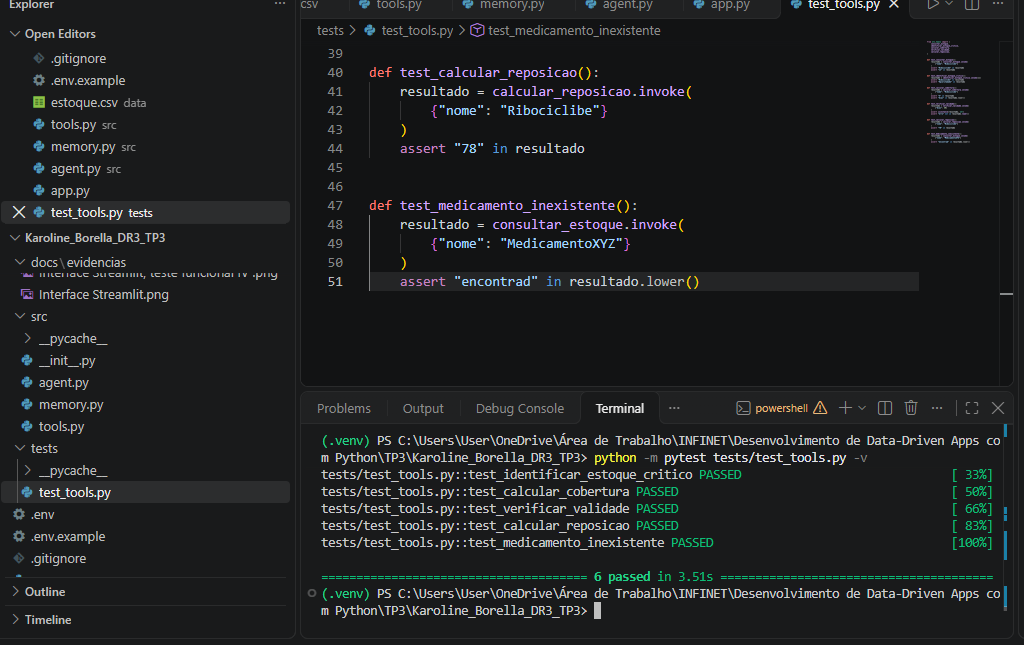 Explorer
Open Editors
.gitignore
.env.example
estoque.csv data
tools.py src
memory.py src
agent.py src
app.py
test_tools.py tests
Karoline_Borella_DR3_TP3
docs\evidencias
Interface Streamlit, teste funcional IV .png
Interface Streamlit.png
src
__pycache__
__init__.py
agent.py
memory.py
tools.py
tests
__pycache__
test_tools.py
.env
.env.example
.gitignore
Outline
Timeline
csv tools.py memory.py agent.py app.py test_tools.py
tests > test_tools.py > test_medicamento_inexistente
39
40 def test_calcular_reposicao():
41 resultado = calcular_reposicao.invoke(
42 {"nome": "Ribociclibe"}
43 )
44 assert "78" in resultado
45
46
47 def test_medicamento_inexistente():
48 resultado = consultar_estoque.invoke(
49 {"nome": "MedicamentoXYZ"}
50 )
51 assert "encontrad" in resultado.lower()
Problems Output Debug Console Terminal powershell
(.venv) PS C:\Users\User\OneDrive\Área de Trabalho\INFINET\Desenvolvimento de Data-Driven Apps co
m Python\TP3\Karoline_Borella_DR3_TP3> python -m pytest tests/test_tools.py -v
tests/test_tools.py::test_identificar_estoque_critico PASSED [ 33%]
tests/test_tools.py::test_calcular_cobertura PASSED [ 50%]
tests/test_tools.py::test_verificar_validade PASSED [ 66%]
tests/test_tools.py::test_calcular_reposicao PASSED [ 83%]
tests/test_tools.py::test_medicamento_inexistente PASSED [100%]
====================================== 6 passed in 3.51s =======================================
(.venv) PS C:\Users\User\OneDrive\Área de Trabalho\INFINET\Desenvolvimento de Data-Driven Apps co
m Python\TP3\Karoline_Borella_DR3_TP3>